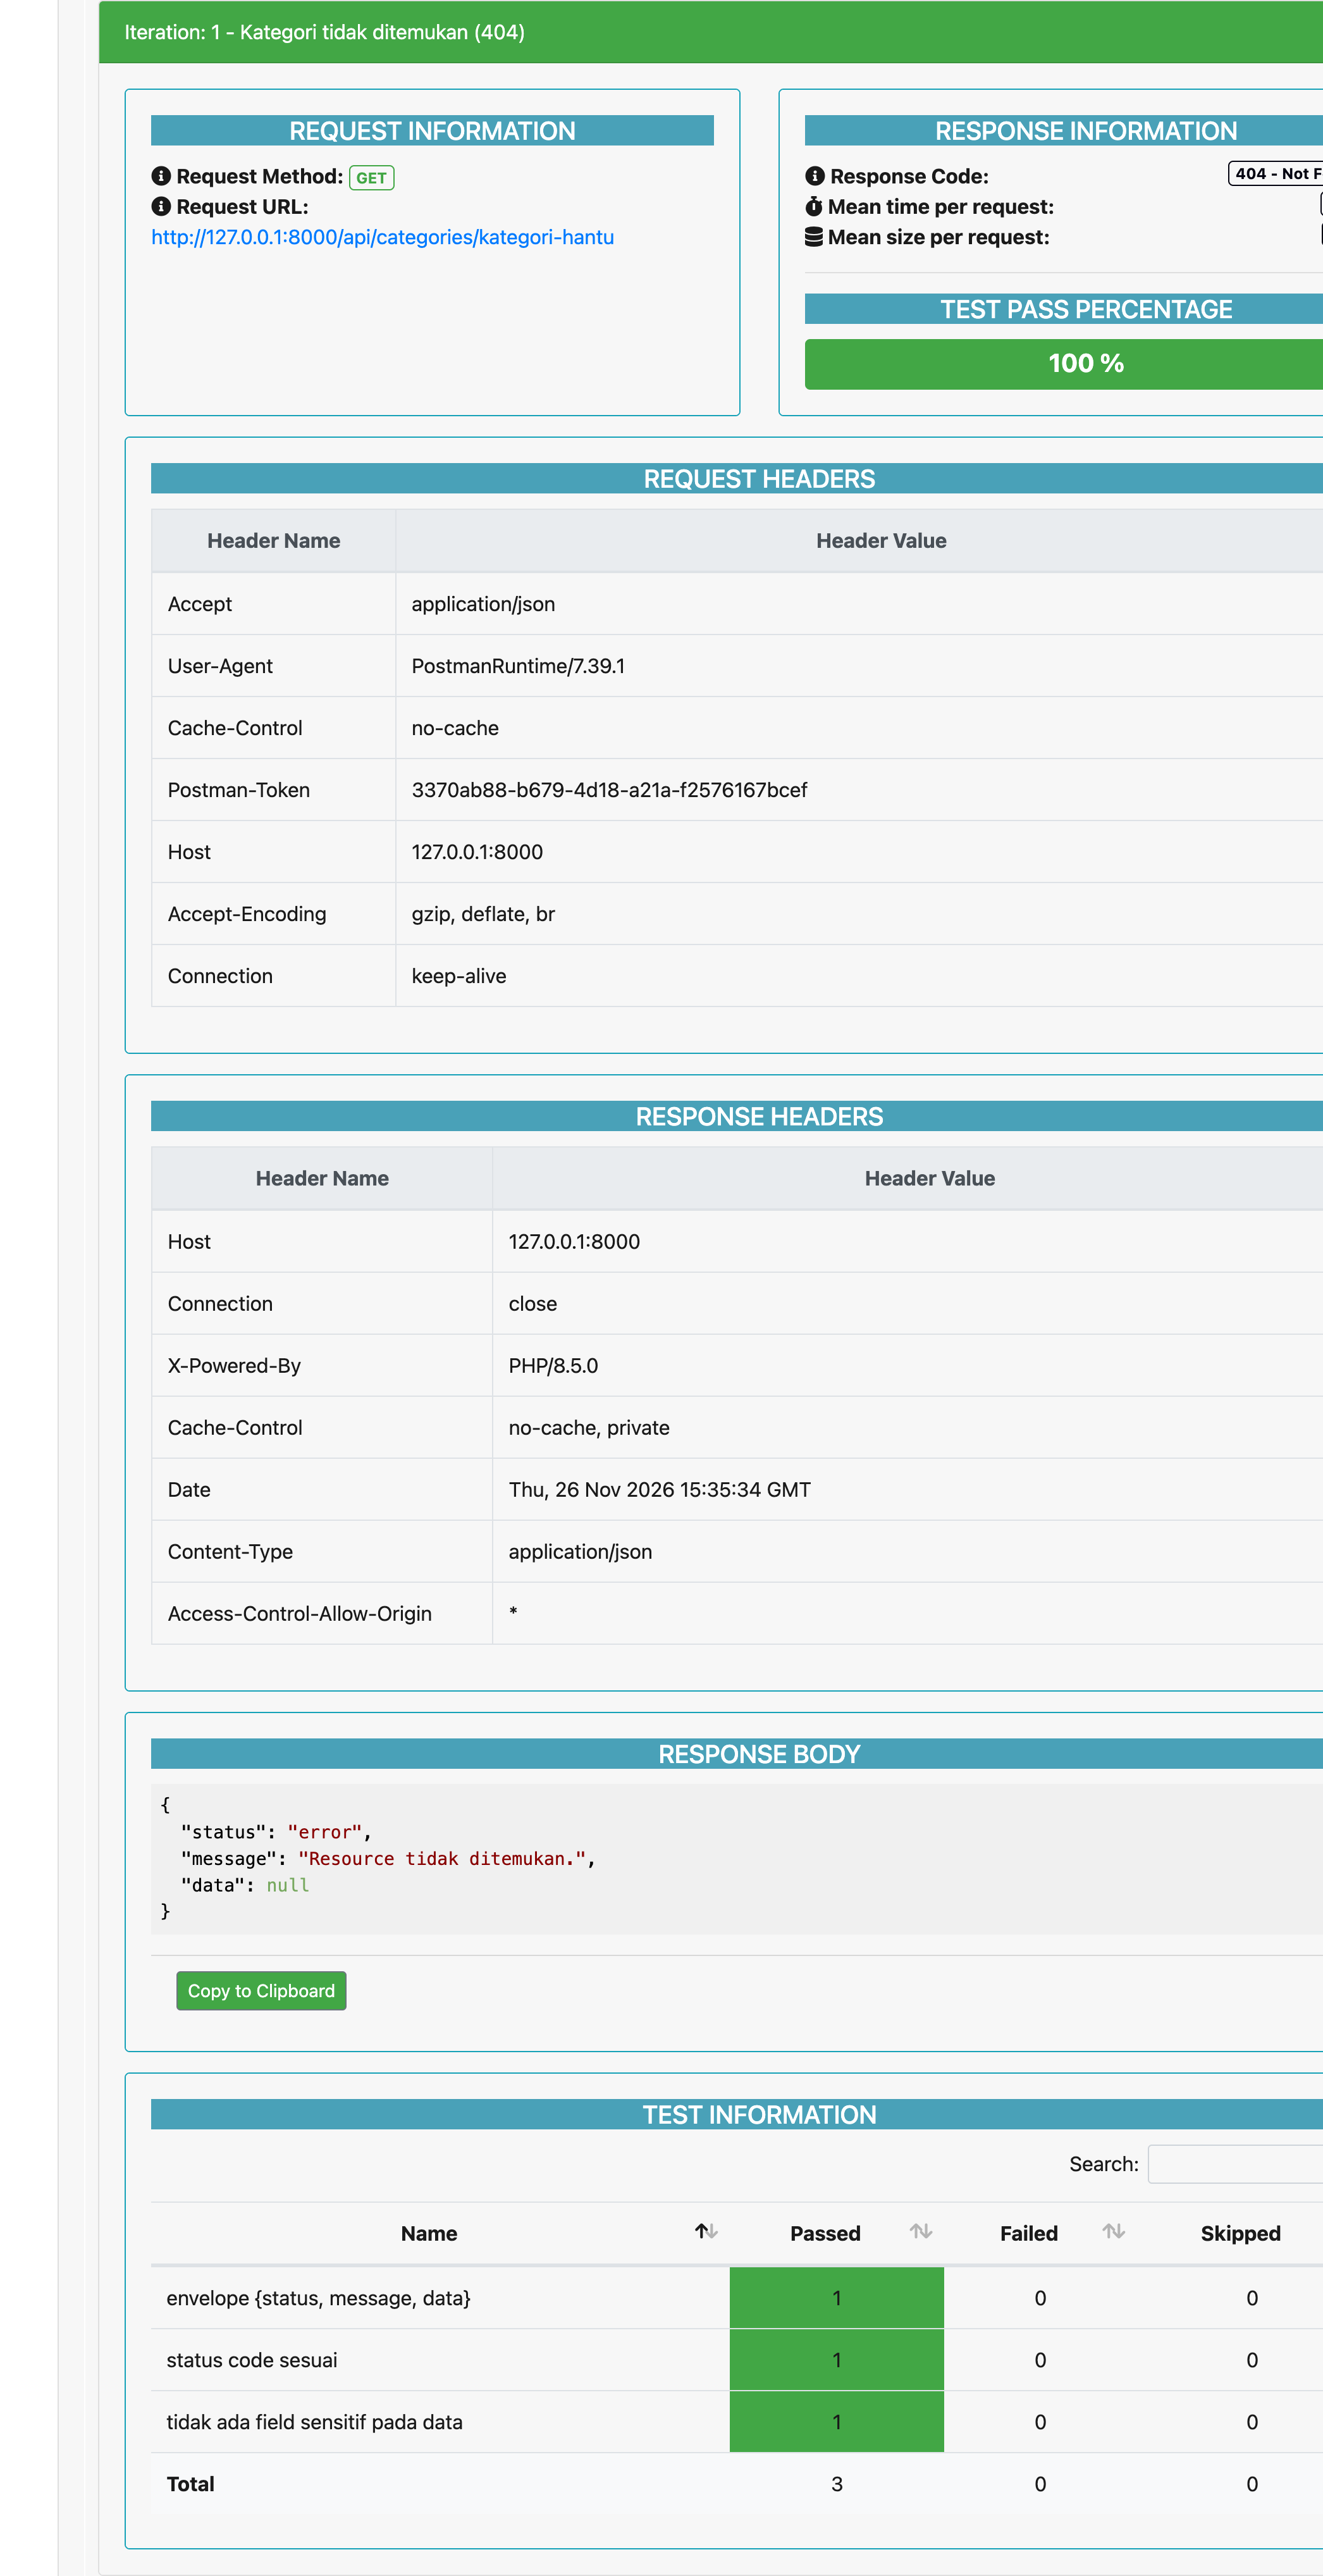 Iteration: 1 - Kategori tidak ditemukan (404)
REQUEST INFORMATION
Request Method: GET
Request URL:
http://127.0.0.1:8000/api/categories/kategori-hantu
RESPONSE INFORMATION
Response Code: 404 - Not F
Mean time per request:
Mean size per request:
TEST PASS PERCENTAGE
100 %
REQUEST HEADERS
Header Name Header Value
Accept application/json
User-Agent PostmanRuntime/7.39.1
Cache-Control no-cache
Postman-Token 3370ab88-b679-4d18-a21a-f2576167bcef
Host 127.0.0.1:8000
Accept-Encoding gzip, deflate, br
Connection keep-alive
RESPONSE HEADERS
Header Name Header Value
Host 127.0.0.1:8000
Connection close
X-Powered-By PHP/8.5.0
Cache-Control no-cache, private
Date Thu, 26 Nov 2026 15:35:34 GMT
Content-Type application/json
Access-Control-Allow-Origin *
RESPONSE BODY
{
"status": "error",
"message": "Resource tidak ditemukan.",
"data": null
}
Copy to Clipboard
TEST INFORMATION
Search:
Name Passed Failed Skipped
envelope {status, message, data} 1 0 0
status code sesuai 1 0 0
tidak ada field sensitif pada data 1 0 0
Total 3 0 0